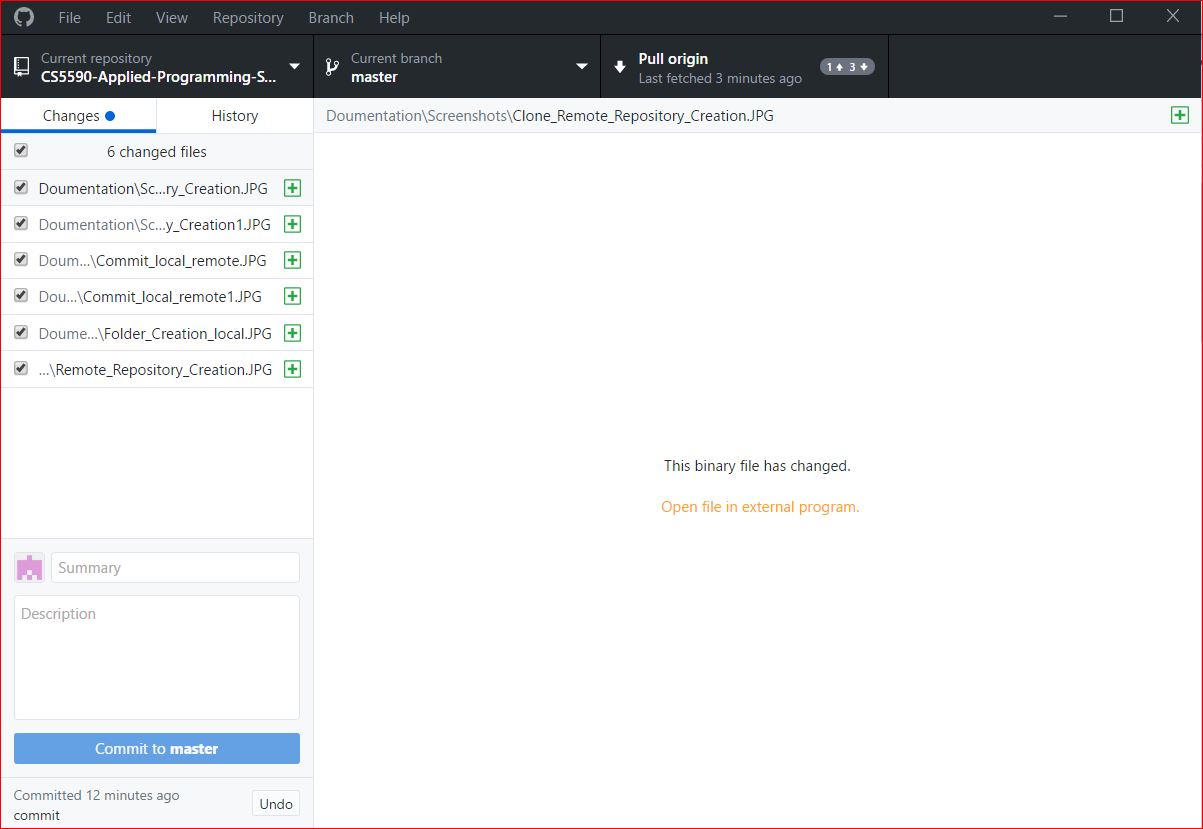 File Edit View Repository Branch Help
Current repository
CS5590-Applied-Programming-S...
Current branch
master
Pull origin
Last fetched 3 minutes ago
1 3
Changes History
Doumentation\Screenshots\Clone_Remote_Repository_Creation.JPG
6 changed files
Doumentation\Sc...ry_Creation.JPG
Doumentation\Sc...y_Creation1.JPG
Doum...\Commit_local_remote.JPG
Dou...\Commit_local_remote1.JPG
Doume...\Folder_Creation_local.JPG
...\Remote_Repository_Creation.JPG
This binary file has changed.
Open file in external program.
Summary
Description
Commit to master
Committed 12 minutes ago
commit
Undo